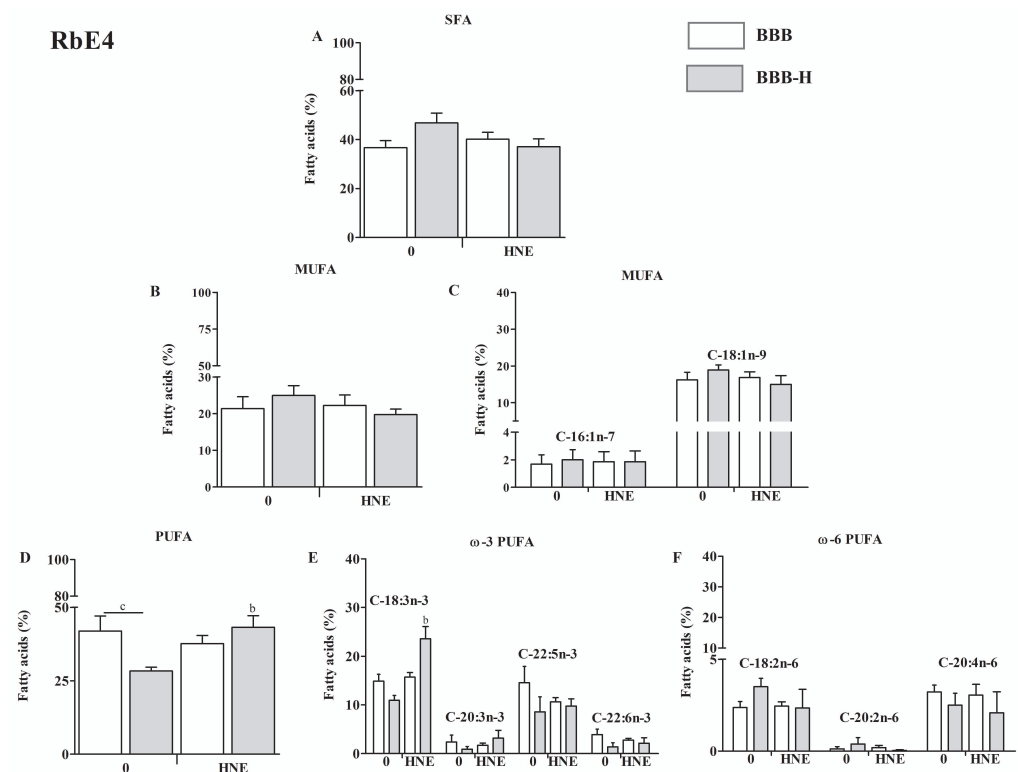 RbE4
BBB
BBB-H
SFA
A
Fatty acids (%)
100
80
60
40
20
0
0 HNE
MUFA
B
Fatty acids (%)
100
75
50
30
20
10
0
0 HNE
MUFA
C
Fatty acids (%)
40
30
20
10
4
2
0
C-16:1n-7
C-18:1n-9
0 HNE 0 HNE
PUFA
D
Fatty acids (%)
100
80
50
25
0
c
b
0 HNE
ω-3 PUFA
E
Fatty acids (%)
40
30
20
10
0
C-18:3n-3
b
C-20:3n-3
C-22:5n-3
C-22:6n-3
0 HNE 0 HNE 0 HNE 0 HNE
ω-6 PUFA
F
Fatty acids (%)
40
30
20
10
5
0
C-18:2n-6
C-20:2n-6
C-20:4n-6
0 HNE 0 HNE 0 HNE